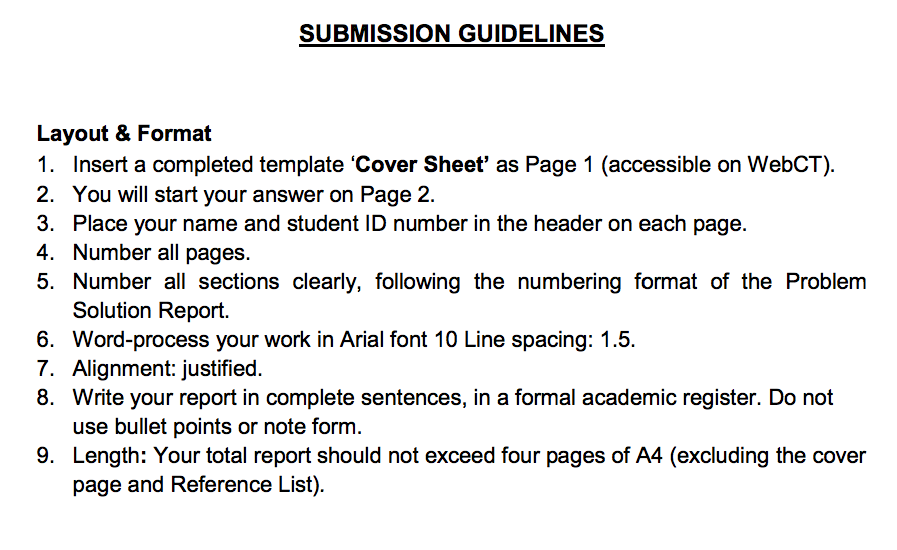 SUBMISSION GUIDELINES
Layout & Format
1. Insert a completed template ‘Cover Sheet’ as Page 1 (accessible on WebCT).
2. You will start your answer on Page 2.
3. Place your name and student ID number in the header on each page.
4. Number all pages.
5. Number all sections clearly, following the numbering format of the Problem
Solution Report.
6. Word-process your work in Arial font 10 Line spacing: 1.5.
7. Alignment: justified.
8. Write your report in complete sentences, in a formal academic register. Do not
use bullet points or note form.
9. Length: Your total report should not exceed four pages of A4 (excluding the cover
page and Reference List).